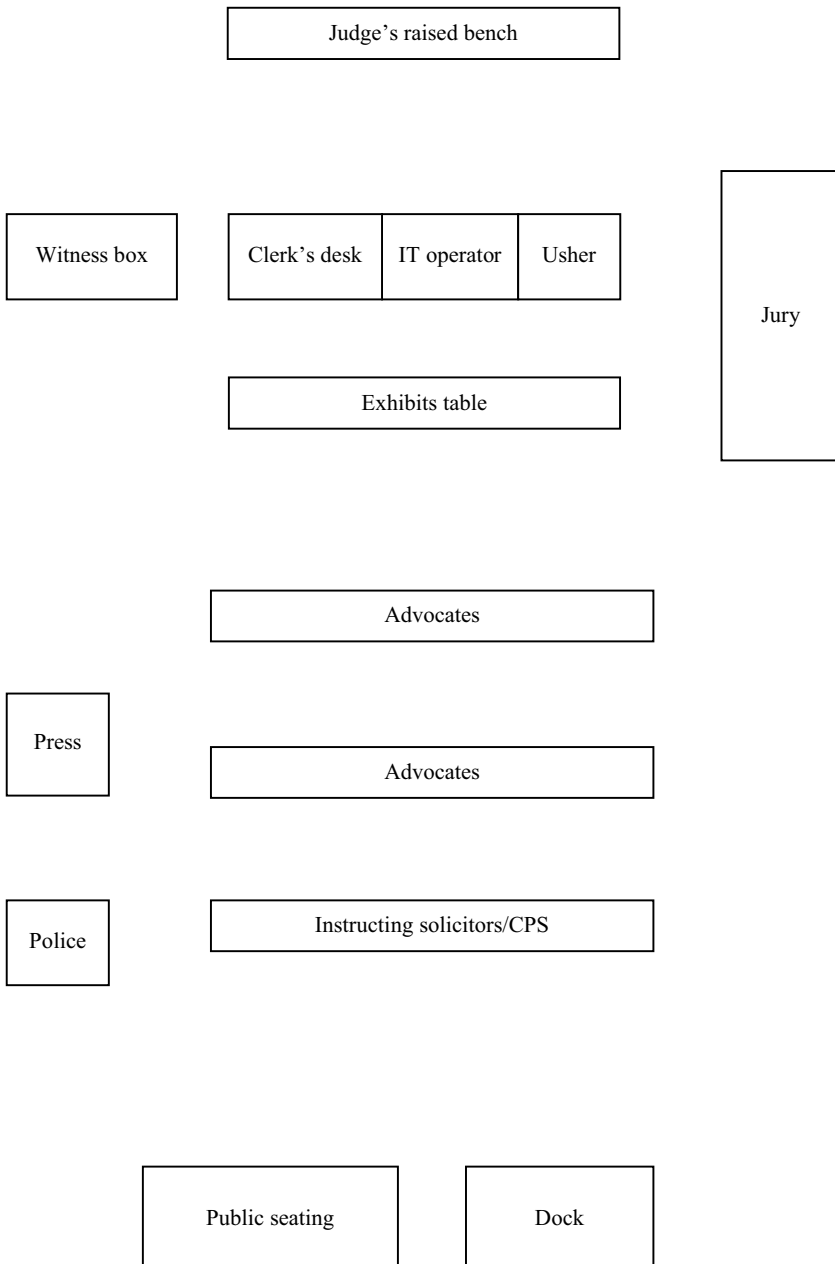 Judge’s raised bench
Witness box
Clerk’s desk
IT operator
Usher
Jury
Exhibits table
Advocates
Press
Advocates
Police
Instructing solicitors/CPS
Public seating
Dock